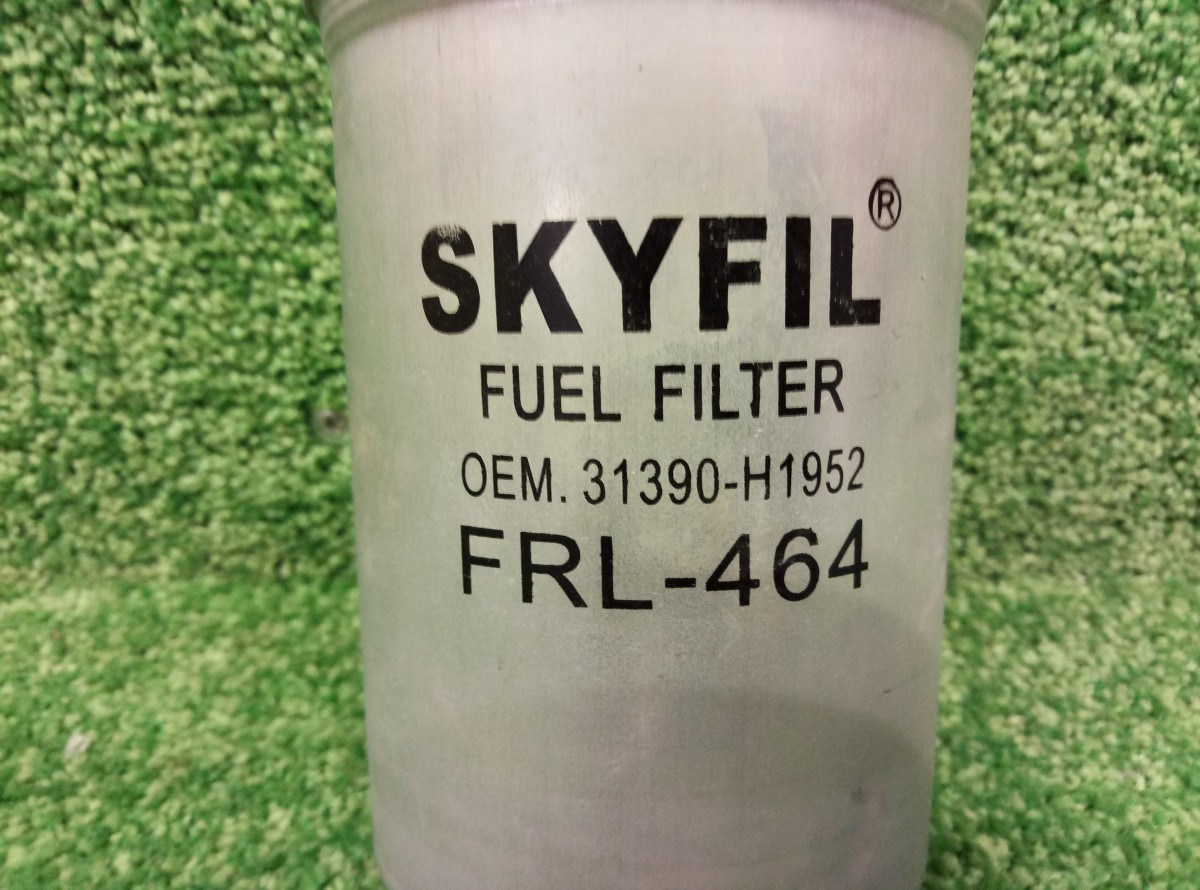 SKYFIL®
FUEL FILTER
OEM. 31390-H1952
FRL-464